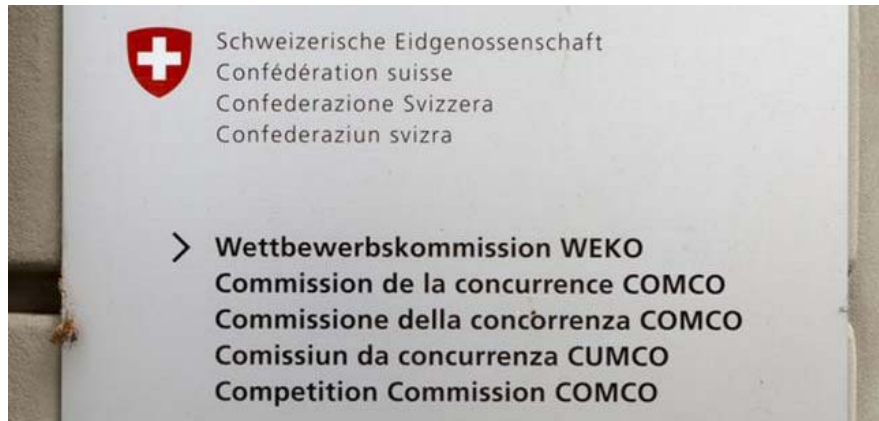 Schweizerische Eidgenossenschaft
Confédération suisse
Confederazione Svizzera
Confederaziun svizra
Wettbewerbskommission WEKO
Commission de la concurrence COMCO
Commissione della concorrenza COMCO
Comissiun da concurrenza CUMCO
Competition Commission COMCO